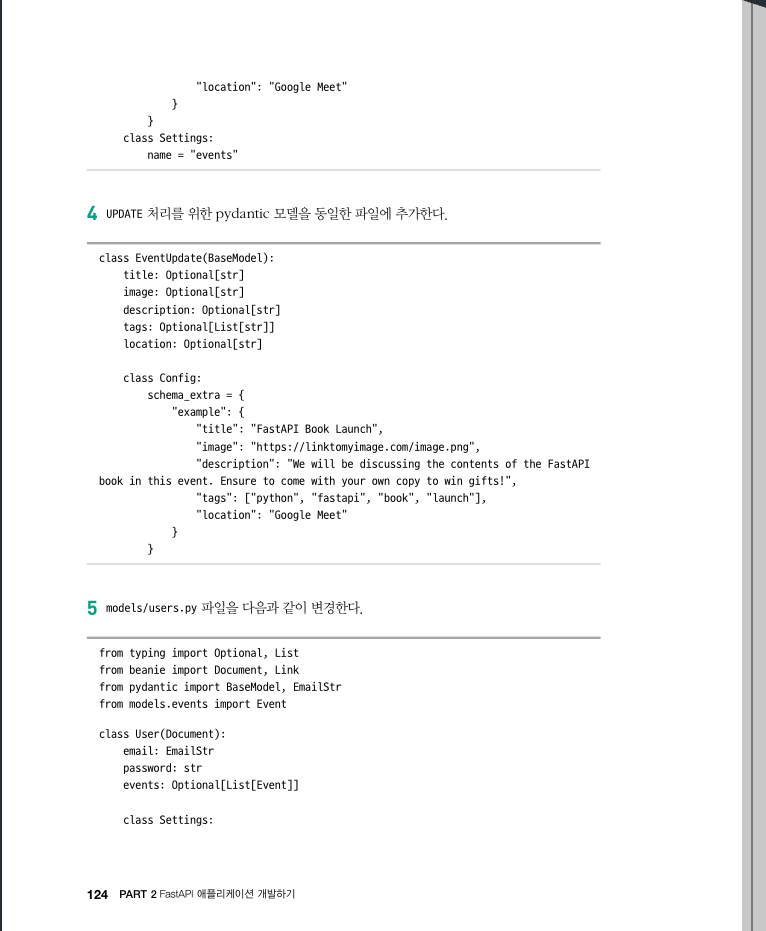 "location": "Google Meet"
            }
        }
    class Settings:
        name = "events"
4 UPDATE 처리를 위한 pydantic 모델을 동일한 파일에 추가한다.
class EventUpdate(BaseModel):
    title: Optional[str]
    image: Optional[str]
    description: Optional[str]
    tags: Optional[List[str]]
    location: Optional[str]
    class Config:
        schema_extra = {
            "example": {
                "title": "FastAPI Book Launch",
                "image": "https://linktomyimage.com/image.png",
                "description": "We will be discussing the contents of the FastAPI
book in this event. Ensure to come with your own copy to win gifts!",
                "tags": ["python", "fastapi", "book", "launch"],
                "location": "Google Meet"
            }
        }
5 models/users.py 파일을 다음과 같이 변경한다.
from typing import Optional, List
from beanie import Document, Link
from pydantic import BaseModel, EmailStr
from models.events import Event
class User(Document):
    email: EmailStr
    password: str
    events: Optional[List[Event]]
    class Settings:
124 PART 2 FastAPI 애플리케이션 개발하기